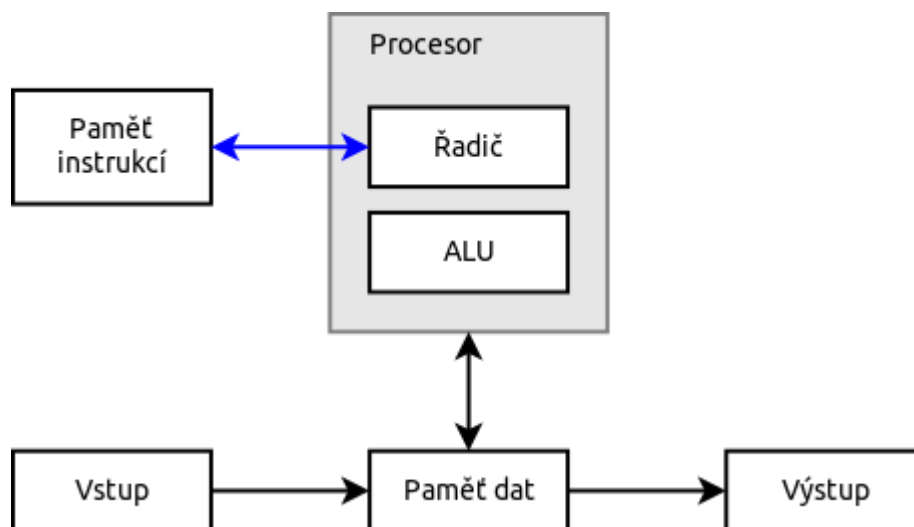 Procesor
Paměť
instrukcí
Řadič
ALU
Vstup
Paměť dat
Výstup